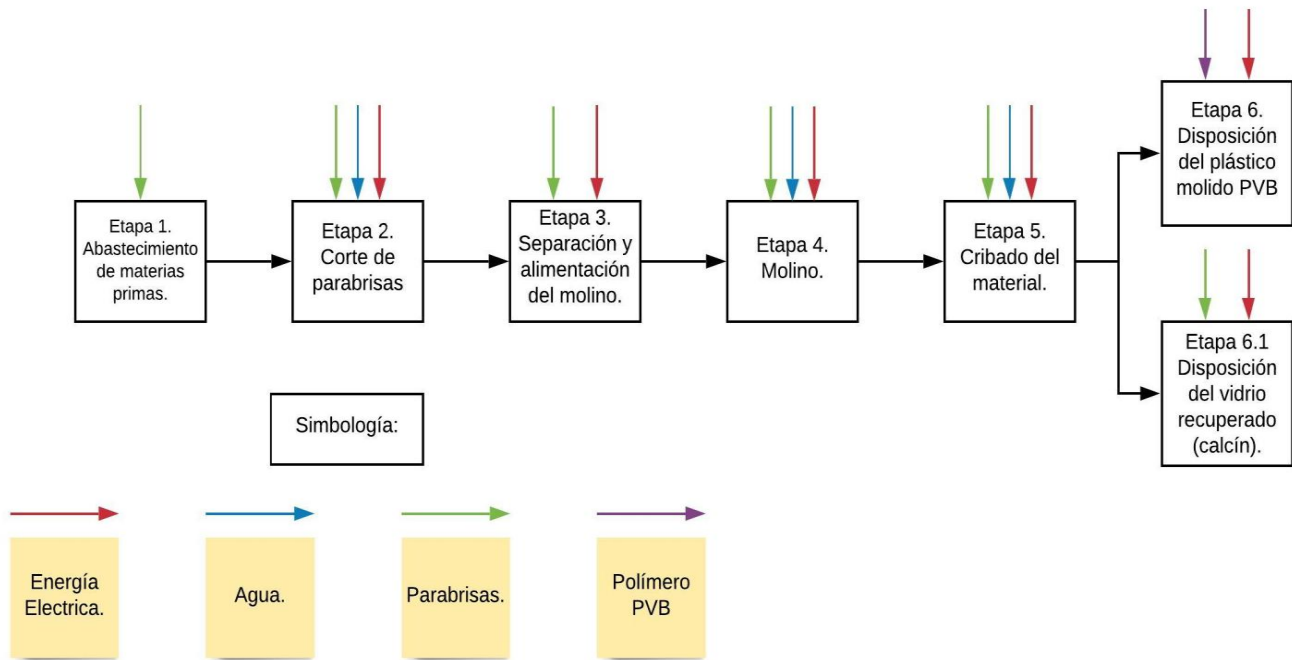 Etapa 1.
Abastecimiento
de materias
primas.
Etapa 2.
Corte de
parabrisas
Etapa 3.
Separación y
alimentación
del molino.
Etapa 4.
Molino.
Etapa 5.
Cribado del
material.
Etapa 6.
Disposición
del plástico
molido PVB
Etapa 6.1
Disposición
del vidrio
recuperado
(calcín).
Simbología:
Energía
Electrica.
Agua.
Parabrisas.
Polímero
PVB